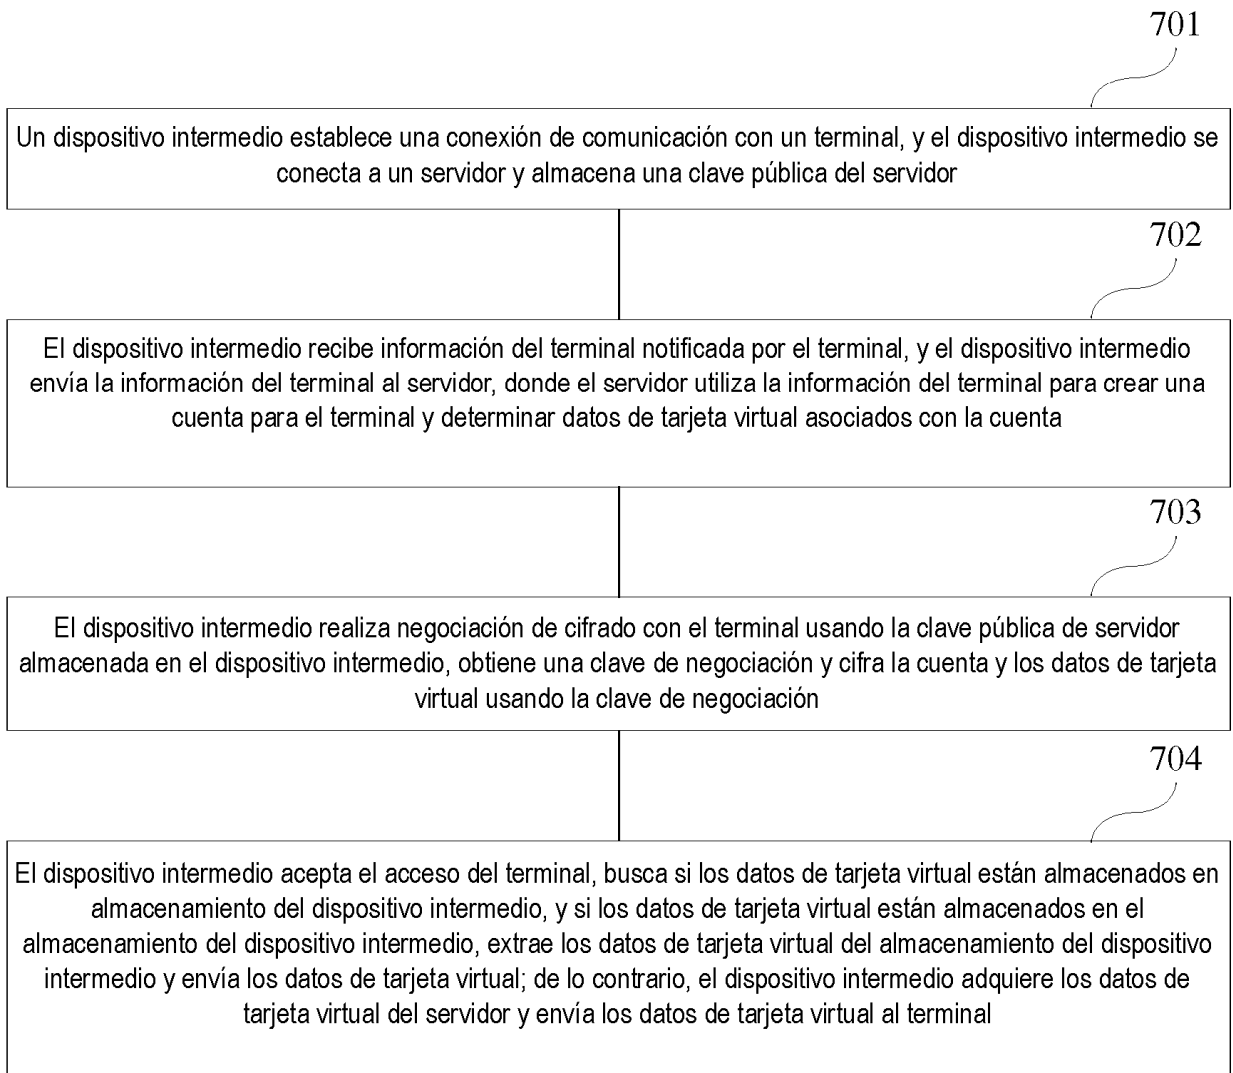 701
Un dispositivo intermedio establece una conexión de comunicación con un terminal, y el dispositivo intermedio se
conecta a un servidor y almacena una clave pública del servidor
702
El dispositivo intermedio recibe información del terminal notificada por el terminal, y el dispositivo intermedio
envía la información del terminal al servidor, donde el servidor utiliza la información del terminal para crear una
cuenta para el terminal y determinar datos de tarjeta virtual asociados con la cuenta
703
El dispositivo intermedio realiza negociación de cifrado con el terminal usando la clave pública de servidor
almacenada en el dispositivo intermedio, obtiene una clave de negociación y cifra la cuenta y los datos de tarjeta
virtual usando la clave de negociación
704
El dispositivo intermedio acepta el acceso del terminal, busca si los datos de tarjeta virtual están almacenados en
almacenamiento del dispositivo intermedio, y si los datos de tarjeta virtual están almacenados en el
almacenamiento del dispositivo intermedio, extrae los datos de tarjeta virtual del almacenamiento del dispositivo
intermedio y envía los datos de tarjeta virtual; de lo contrario, el dispositivo intermedio adquiere los datos de
tarjeta virtual del servidor y envía los datos de tarjeta virtual al terminal